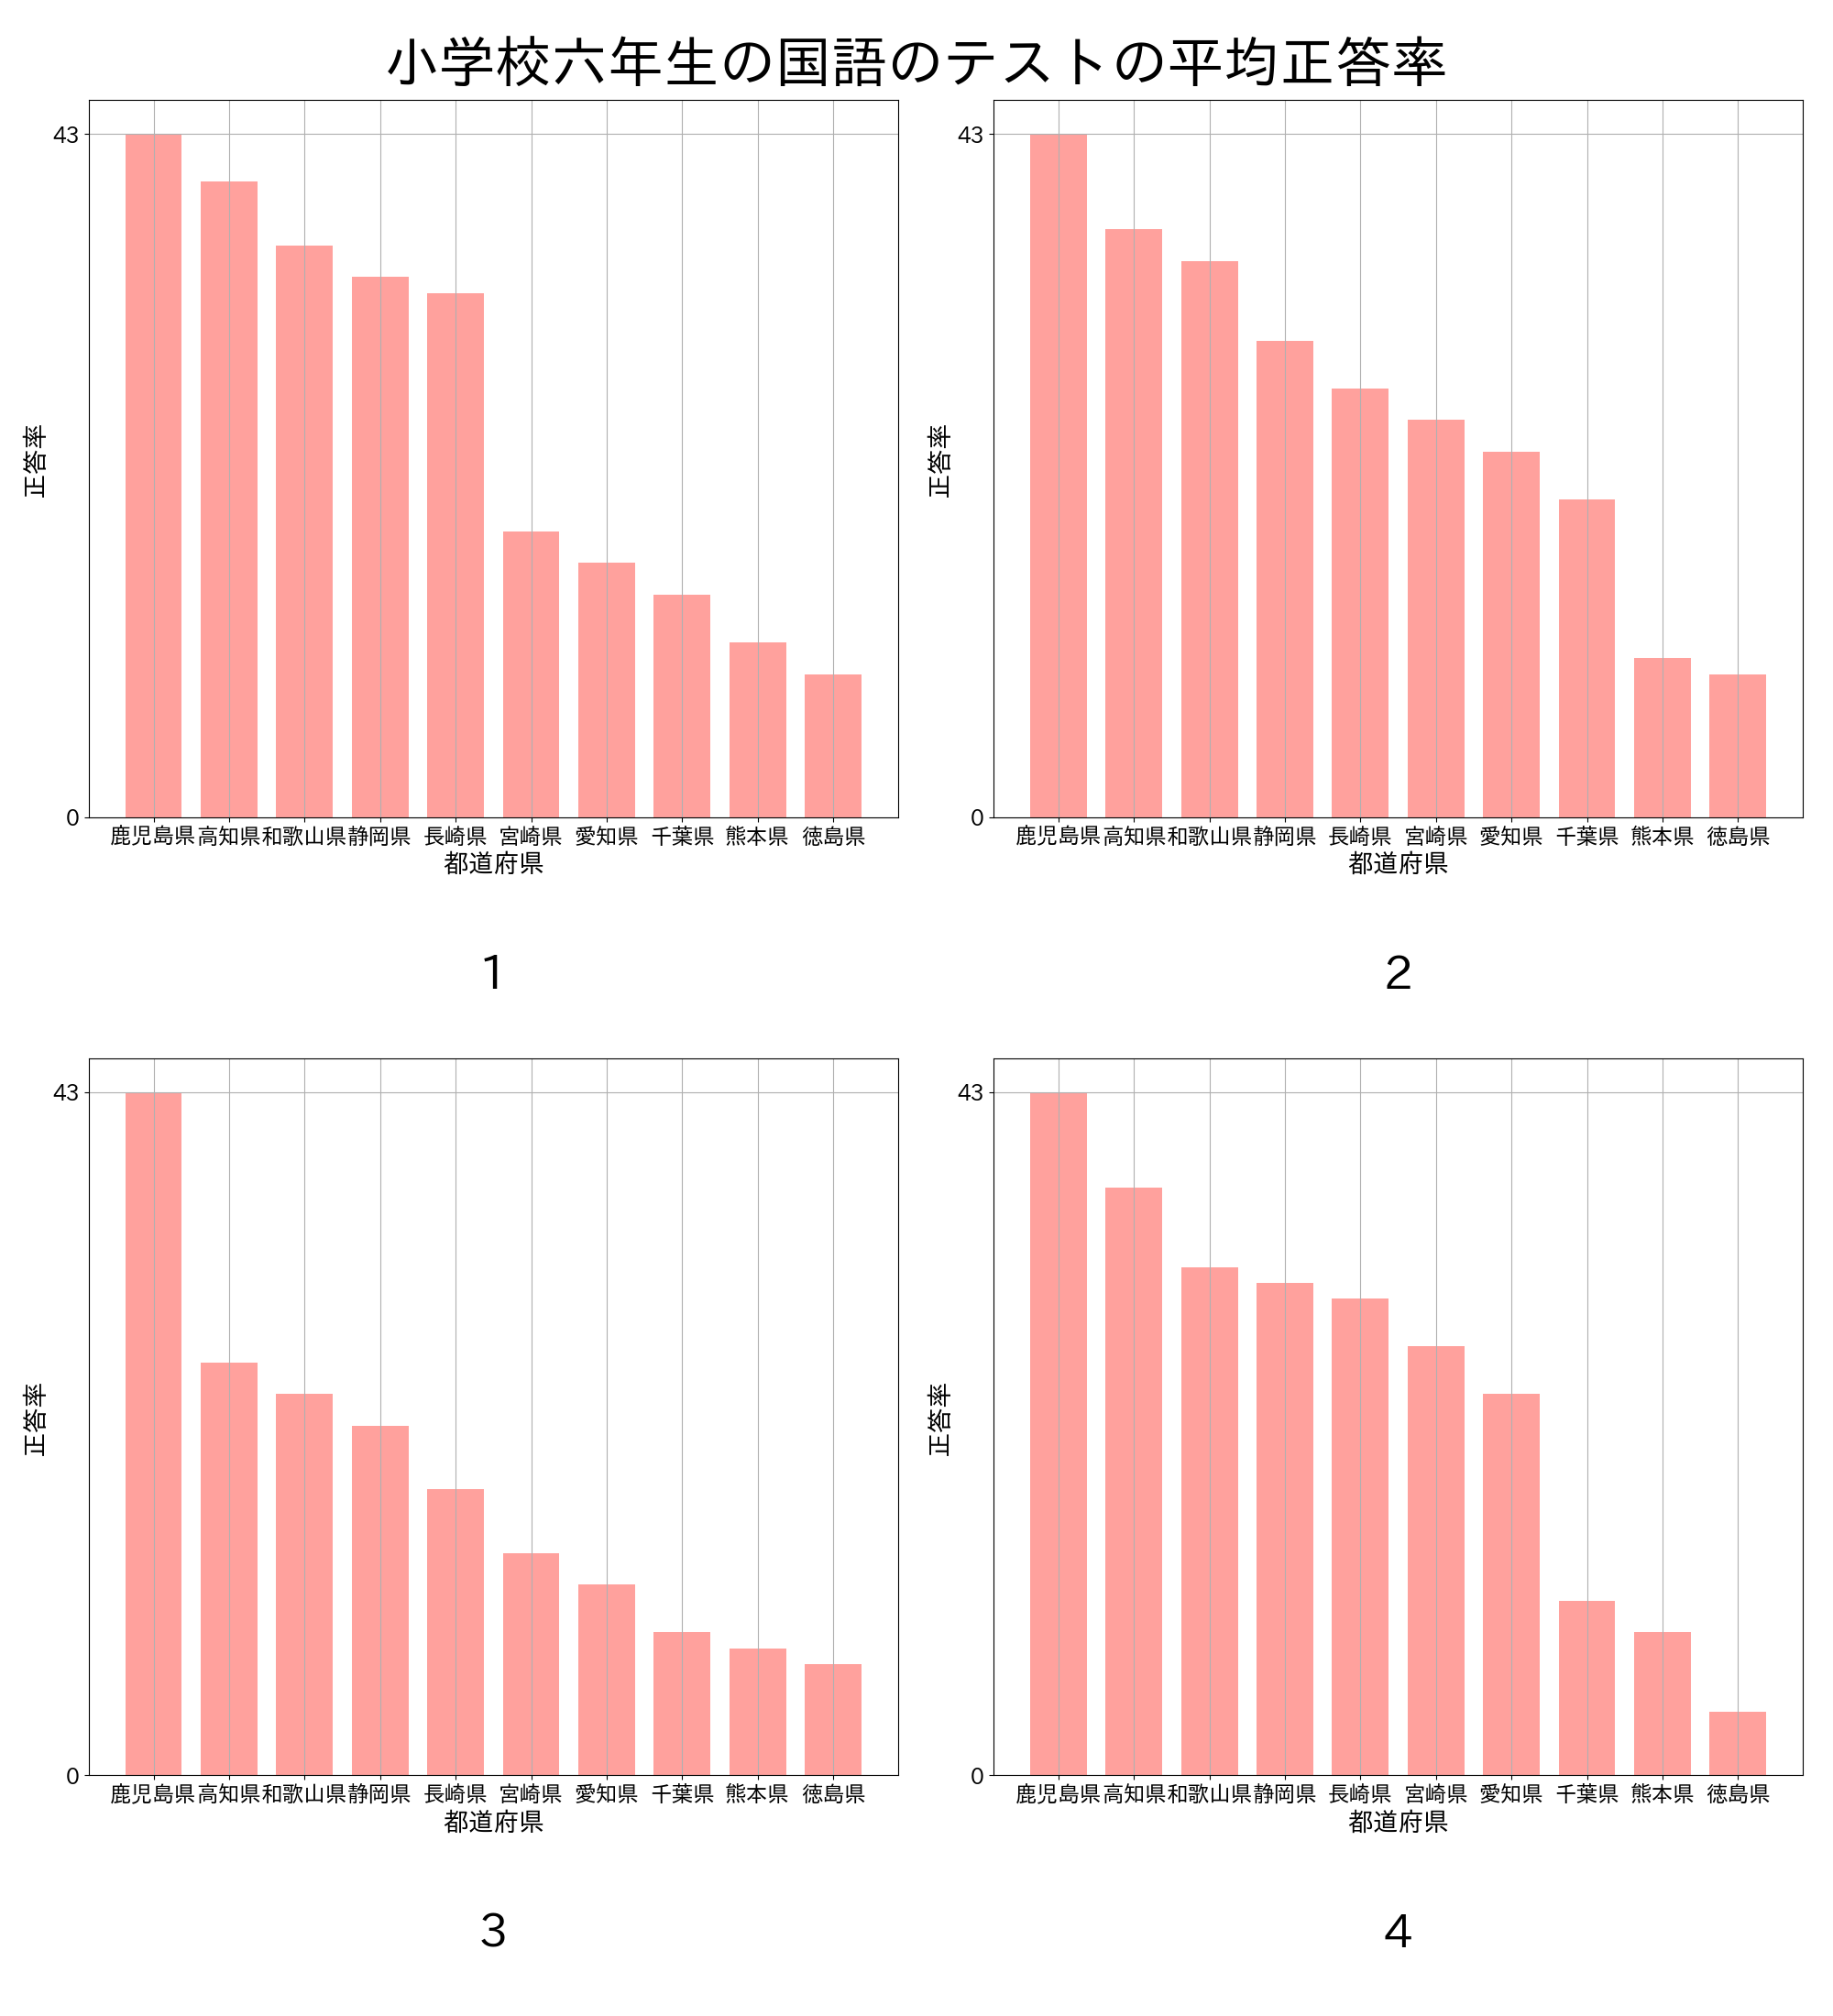 小学校六年生の国語のテストの平均正答率
43
0
正答率
鹿児島県 高知県 和歌山県 静岡県 長崎県 宮崎県 愛知県 千葉県 熊本県 徳島県
都道府県
1
43
0
正答率
鹿児島県 高知県 和歌山県 静岡県 長崎県 宮崎県 愛知県 千葉県 熊本県 徳島県
都道府県
2
43
0
正答率
鹿児島県 高知県 和歌山県 静岡県 長崎県 宮崎県 愛知県 千葉県 熊本県 徳島県
都道府県
3
43
0
正答率
鹿児島県 高知県 和歌山県 静岡県 長崎県 宮崎県 愛知県 千葉県 熊本県 徳島県
都道府県
4